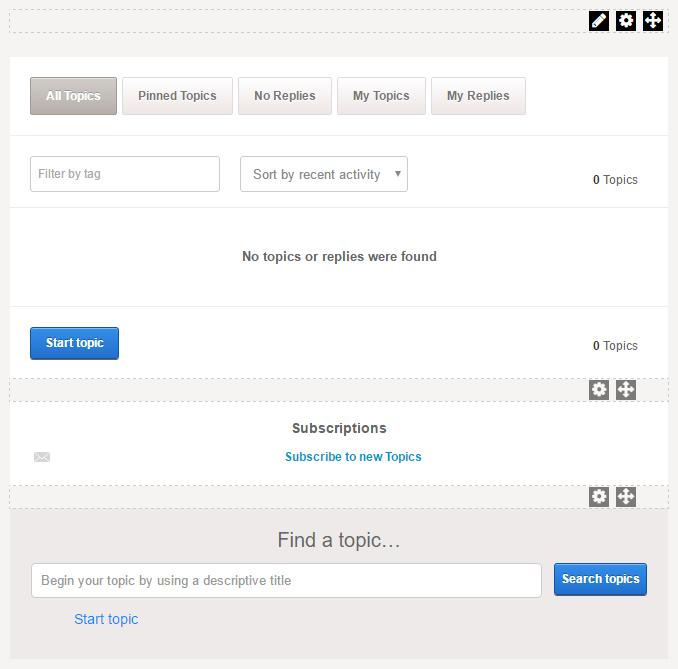 All Topics Pinned Topics No Replies My Topics My Replies
Filter by tag Sort by recent activity 0 Topics
No topics or replies were found
Start topic 0 Topics
Subscriptions
Subscribe to new Topics
Find a topic…
Begin your topic by using a descriptive title Search topics
Start topic